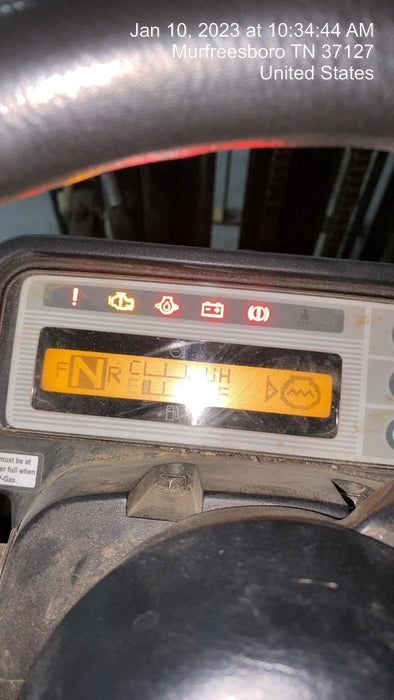 Jan 10, 2023 at 10:34:44 AM
Murfreesboro TN 37127
United States
!
F N R C H
E F
must be at
er full when
P-Gas.